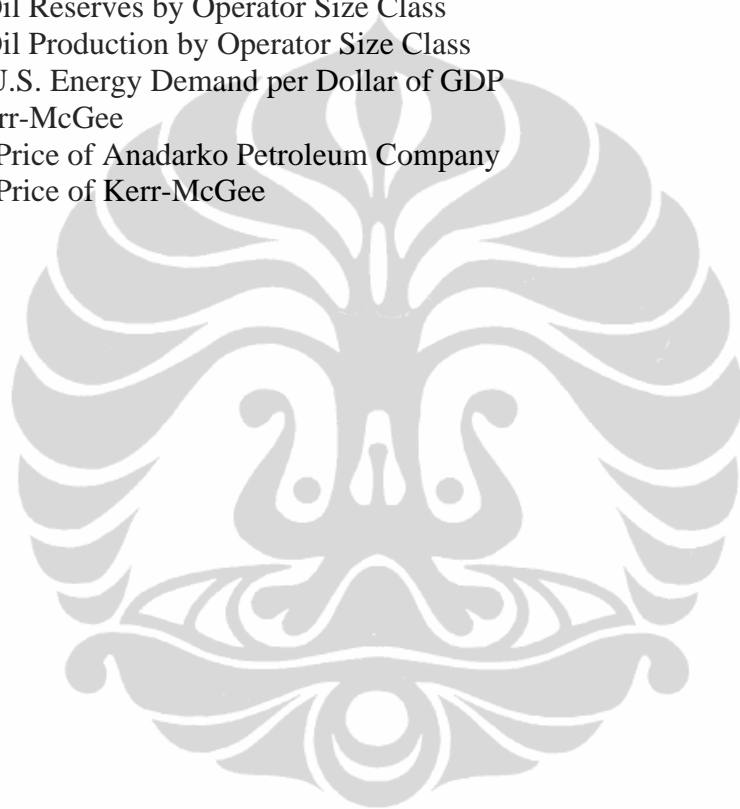 Oil Reserves by Operator Size Class
Oil Production by Operator Size Class
U.S. Energy Demand per Dollar of GDP
rr-McGee
Price of Anadarko Petroleum Company
Price of Kerr-McGee